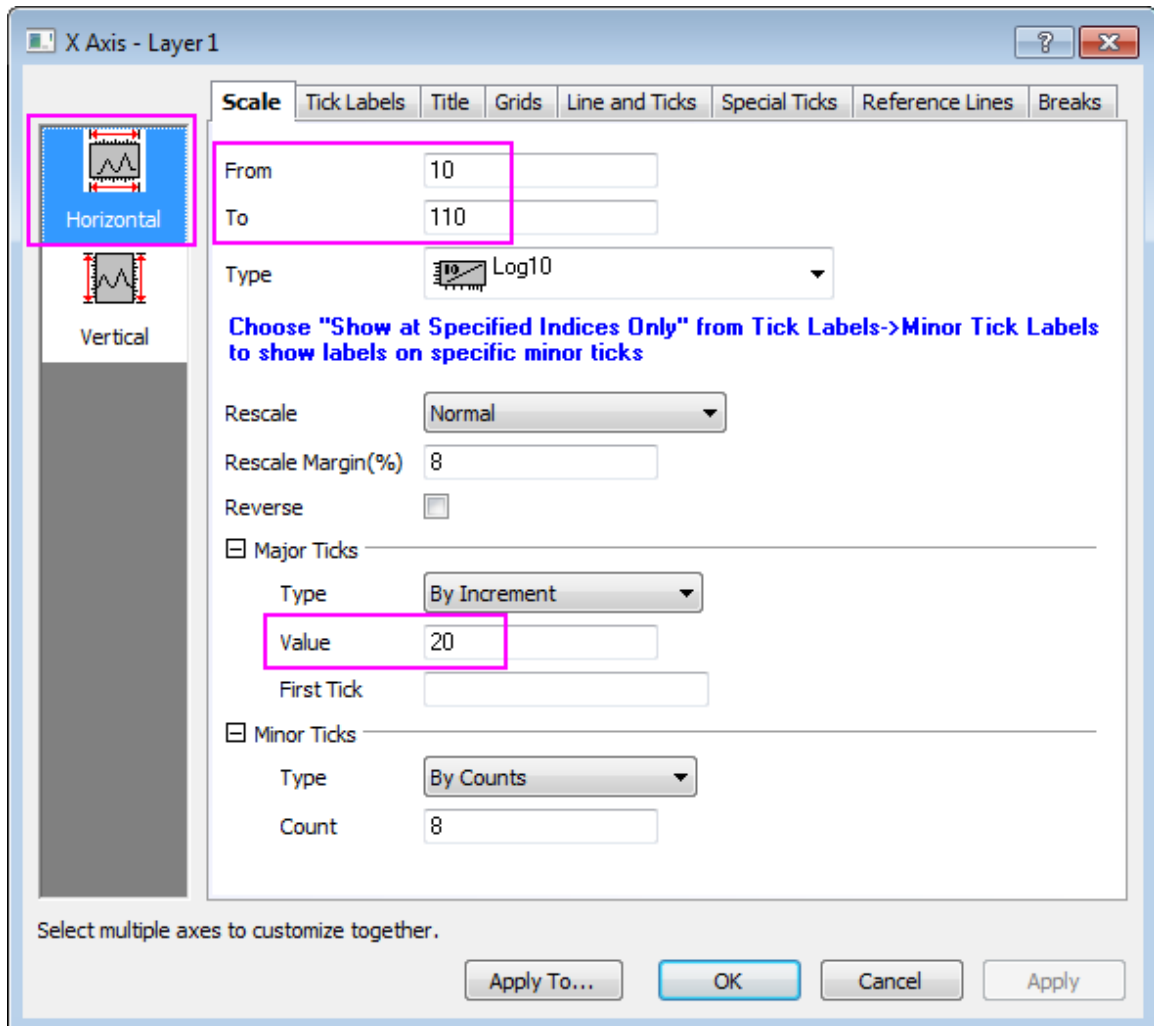 X Axis - Layer 1
Scale Tick Labels Title Grids Line and Ticks Special Ticks Reference Lines Breaks
Horizontal
Vertical
From 10
To 110
Type Log10
Choose "Show at Specified Indices Only" from Tick Labels->Minor Tick Labels
to show labels on specific minor ticks
Rescale Normal
Rescale Margin(%) 8
Reverse
Major Ticks
Type By Increment
Value 20
First Tick
Minor Ticks
Type By Counts
Count 8
Select multiple axes to customize together.
Apply To... OK Cancel Apply